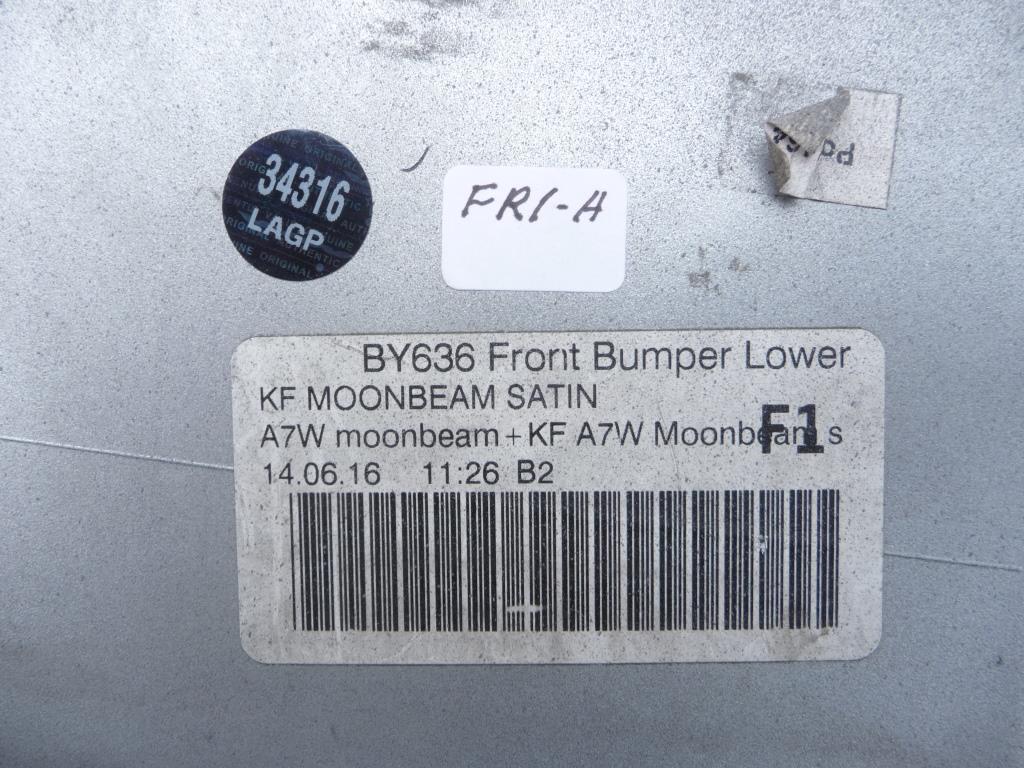 34316
LAGP
FR1-A
BY636 Front Bumper Lower
KF MOONBEAM SATIN
A7W moonbeam+KF A7W Moonbeam s
F1
14.06.16 11:26 B2